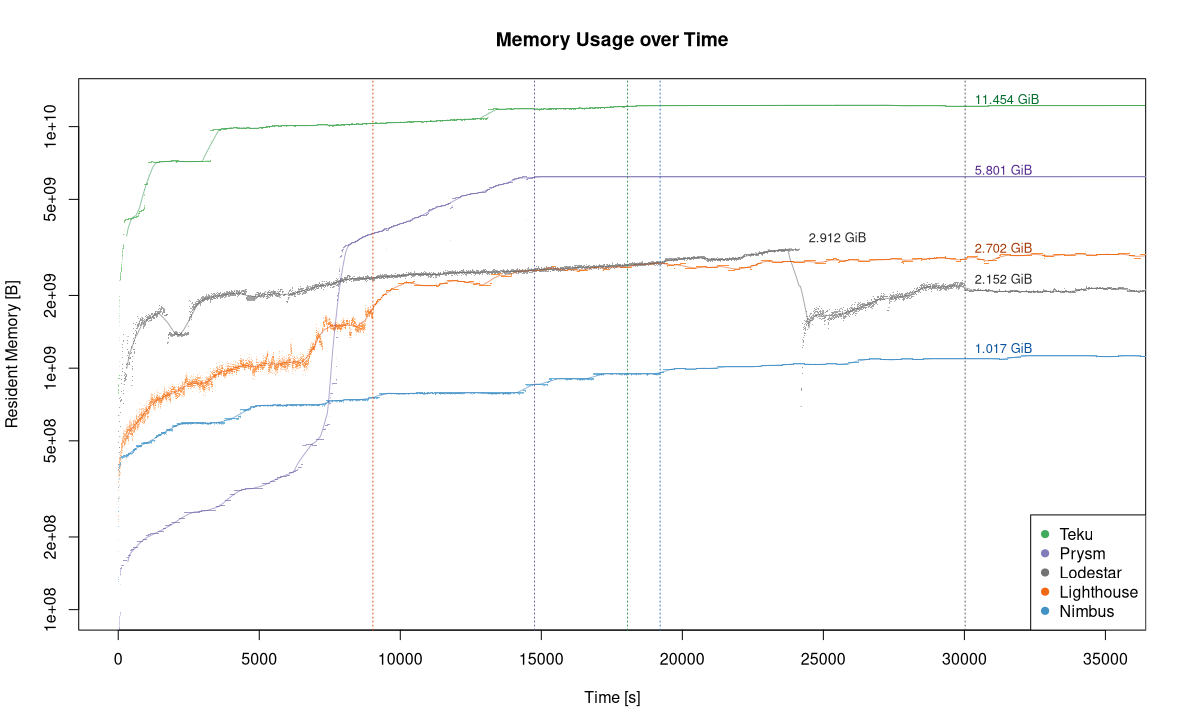 Memory Usage over Time
Resident Memory [B]
1e+10
5e+09
2e+09
1e+09
5e+08
2e+08
1e+08
11.454 GiB
5.801 GiB
2.912 GiB
2.702 GiB
2.152 GiB
1.017 GiB
Teku
Prysm
Lodestar
Lighthouse
Nimbus
0 5000 10000 15000 20000 25000 30000 35000
Time [s]